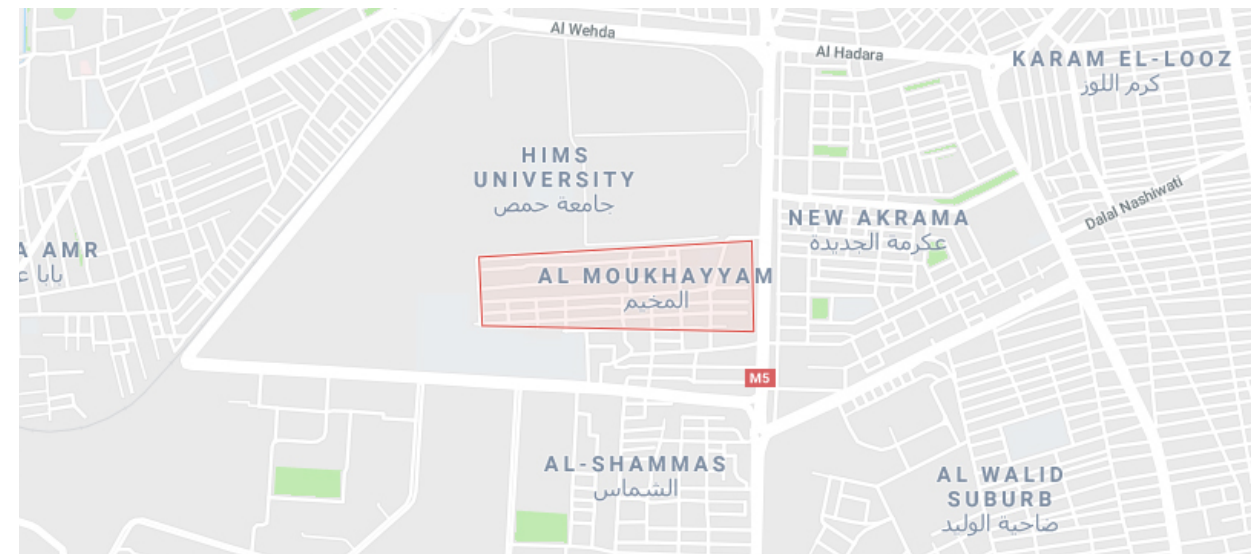 Al Wehda
Al Hadara
KARAM EL-LOOZ
كرم اللوز
HIMS
UNIVERSITY
جامعة حمص
Dalal Nashiwati
NEW AKRAMA
عكرمة الجديدة
A AMR
بابا ع
AL MOUKHAYYAM
المخيم
M5
AL-SHAMMAS
الشماس
AL WALID
SUBURB
ضاحية الوليد